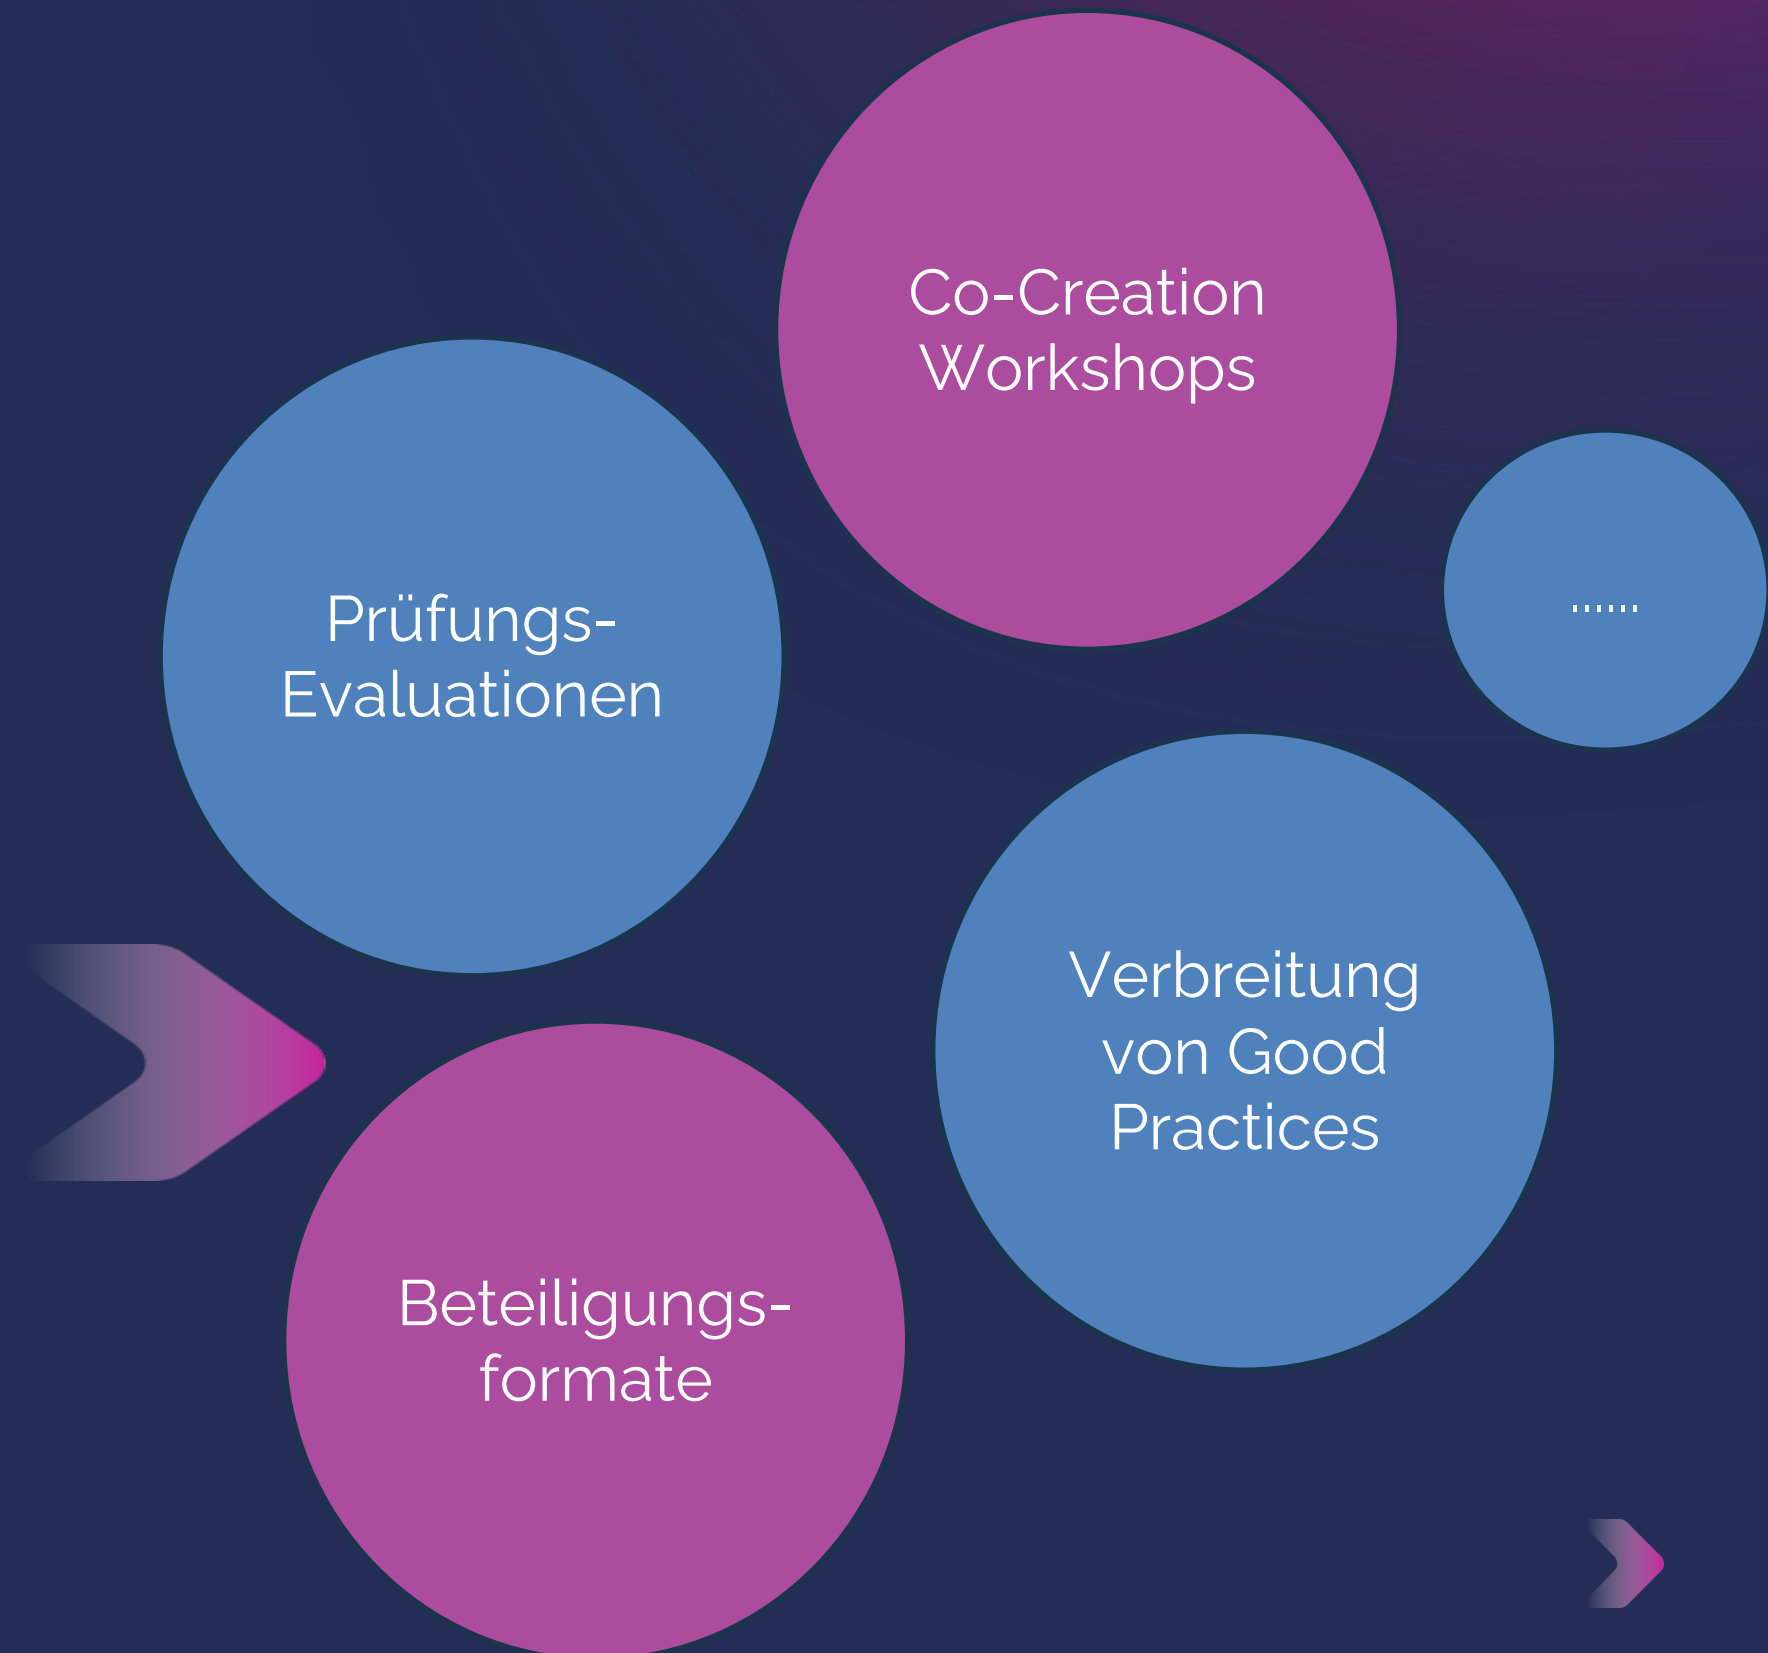 Co-Creation
Workshops
Prüfungs-
Evaluationen
......
Verbreitung
von Good
Practices
Beteiligungs-
formate